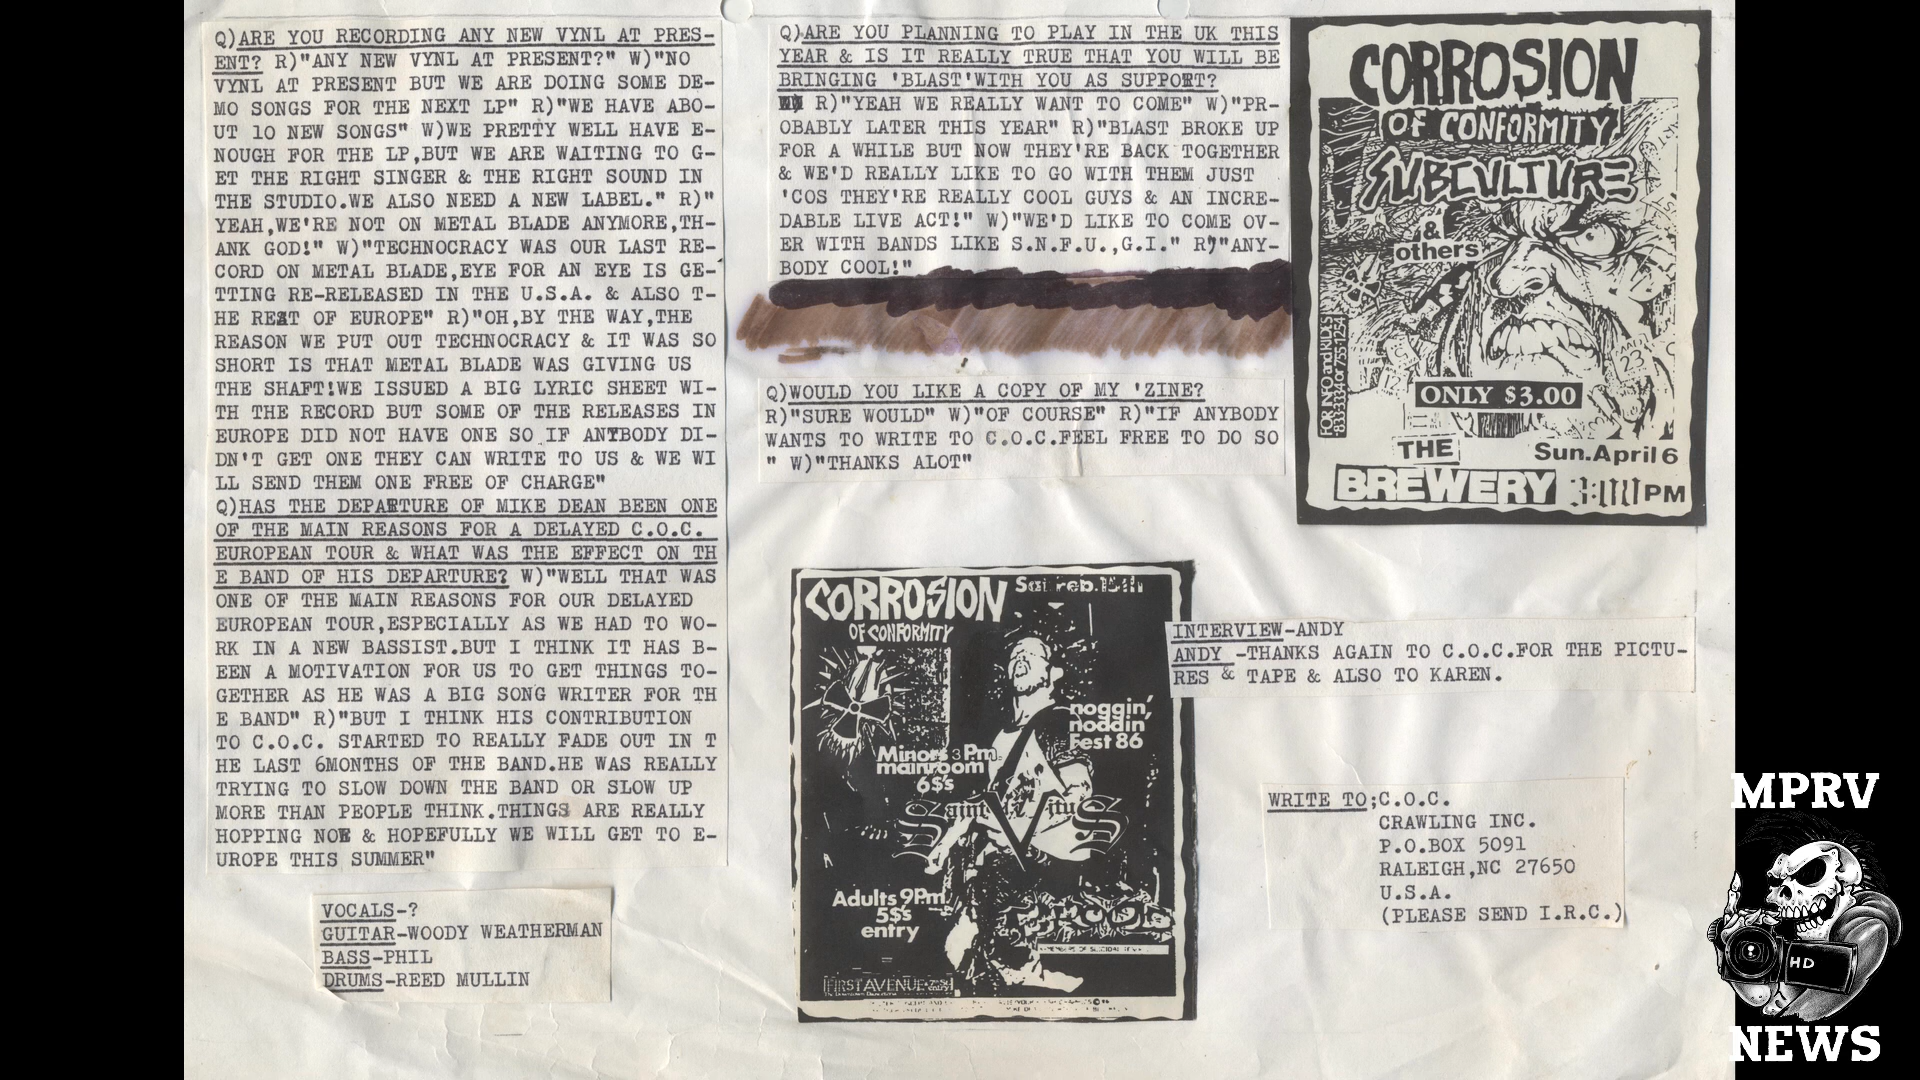 Q)ARE YOU RECORDING ANY NEW VYNL AT PRES-
ENT? R)"ANY NEW VYNL AT PRESENT?" W)"NO
VYNL AT PRESENT BUT WE ARE DOING SOME DE-
MO SONGS FOR THE NEXT LP" R)"WE HAVE ABO-
UT 10 NEW SONGS" W)WE PRETTY WELL HAVE E-
NOUGH FOR THE LP,BUT WE ARE WAITING TO G-
ET THE RIGHT SINGER & THE RIGHT SOUND IN
THE STUDIO.WE ALSO NEED A NEW LABEL." R)"
YEAH,WE'RE NOT ON METAL BLADE ANYMORE,TH-
ANK GOD!" W)"TECHNOCRACY WAS OUR LAST RE-
CORD ON METAL BLADE,EYE FOR AN EYE IS GE-
TTING RE-RELEASED IN THE U.S.A. & ALSO T-
HE REST OF EUROPE" R)"OH,BY THE WAY,THE
REASON WE PUT OUT TECHNOCRACY & IT WAS SO
SHORT IS THAT METAL BLADE WAS GIVING US
THE SHAFT!WE ISSUED A BIG LYRIC SHEET WI-
TH THE RECORD BUT SOME OF THE RELEASES IN
EUROPE DID NOT HAVE ONE SO IF ANYBODY DI-
DN'T GET ONE THEY CAN WRITE TO US & WE WI
LL SEND THEM ONE FREE OF CHARGE"
Q)HAS THE DEPARTURE OF MIKE DEAN BEEN ONE
OF THE MAIN REASONS FOR A DELAYED C.O.C.
EUROPEAN TOUR & WHAT WAS THE EFFECT ON TH
E BAND OF HIS DEPARTURE? W)"WELL THAT WAS
ONE OF THE MAIN REASONS FOR OUR DELAYED
EUROPEAN TOUR,ESPECIALLY AS WE HAD TO WO-
RK IN A NEW BASSIST.BUT I THINK IT HAS B-
EEN A MOTIVATION FOR US TO GET THINGS TO-
GETHER AS HE WAS A BIG SONG WRITER FOR TH
E BAND" R)"BUT I THINK HIS CONTRIBUTION
TO C.O.C. STARTED TO REALLY FADE OUT IN T
HE LAST 6MONTHS OF THE BAND.HE WAS REALLY
TRYING TO SLOW DOWN THE BAND OR SLOW UP
MORE THAN PEOPLE THINK.THINGS ARE REALLY
HOPPING NOW & HOPEFULLY WE WILL GET TO E-
UROPE THIS SUMMER"
VOCALS-?
GUITAR-WOODY WEATHERMAN
BASS-PHIL
DRUMS-REED MULLIN
Q)ARE YOU PLANNING TO PLAY IN THE UK THIS
YEAR & IS IT REALLY TRUE THAT YOU WILL BE
BRINGING 'BLAST'WITH YOU AS SUPPORT?
R)"YEAH WE REALLY WANT TO COME" W)"PR-
OBABLY LATER THIS YEAR" R)"BLAST BROKE UP
FOR A WHILE BUT NOW THEY'RE BACK TOGETHER
& WE'D REALLY LIKE TO GO WITH THEM JUST
'COS THEY'RE REALLY COOL GUYS & AN INCRE-
DABLE LIVE ACT!" W)"WE'D LIKE TO COME OV-
ER WITH BANDS LIKE S.N.F.U.,G.I." R)"ANY-
BODY COOL!"
Q)WOULD YOU LIKE A COPY OF MY 'ZINE?
R)"SURE WOULD" W)"OF COURSE" R)"IF ANYBODY
WANTS TO WRITE TO C.O.C.FEEL FREE TO DO SO
" W)"THANKS ALOT"
CORROSION
OF CONFORMITY
SUBCULTURE
&
others
FOR INFO and RIDES!
833-3334 or 755-1254
ONLY $3.00
THE
BREWERY
Sun.April 6
3:00 PM
CORROSION
OF CONFORMITY
Sat. Feb. 15th
noggin'
noddin'
Fest 86
Minors 3 P.m.
mainroom
6$'s
Saint Vitus
Adults 9P.m.
5$'s
entry
FIRST AVENUE
INTERVIEW-ANDY
ANDY -THANKS AGAIN TO C.O.C.FOR THE PICTU-
RES & TAPE & ALSO TO KAREN.
WRITE TO;C.O.C.
CRAWLING INC.
P.O.BOX 5091
RALEIGH,NC 27650
U.S.A.
(PLEASE SEND I.R.C.)
MPRV
HD
NEWS